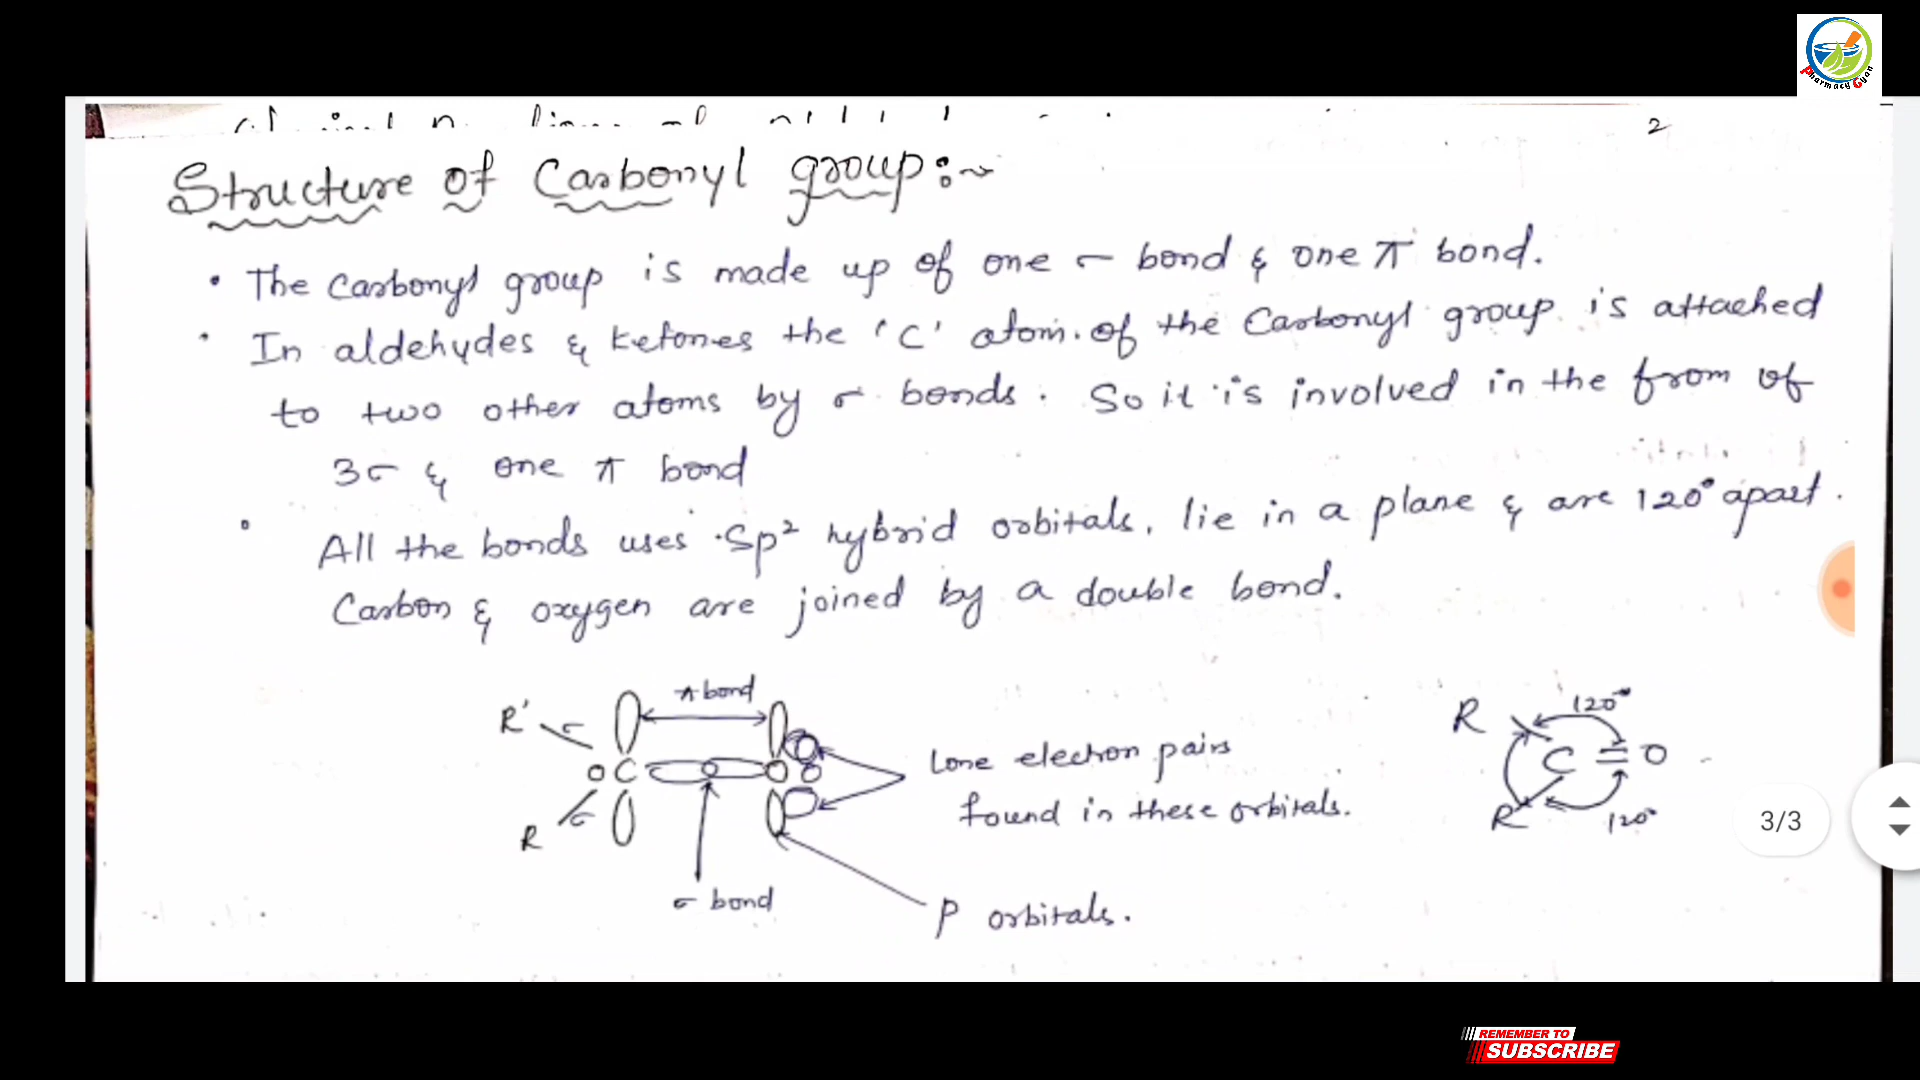 Pharmacy Gyan
2
Structure of Carbonyl group:~
• The Carbonyl group is made up of one σ bond & one π bond.
• In aldehydes & ketones the 'C' atom of the Carbonyl group is attached
to two other atoms by σ bonds. So it is involved in the from of
3σ & one π bond
• All the bonds uses Sp² hybrid orbitals, lie in a plane & are 120° apart.
Carbon & oxygen are joined by a double bond.
π bond
R' σ
C
R σ
σ bond
Lone electron pairs
found in these orbitals.
P orbitals.
R 120°
C = O
R 120°
3/3
REMEMBER TO
SUBSCRIBE